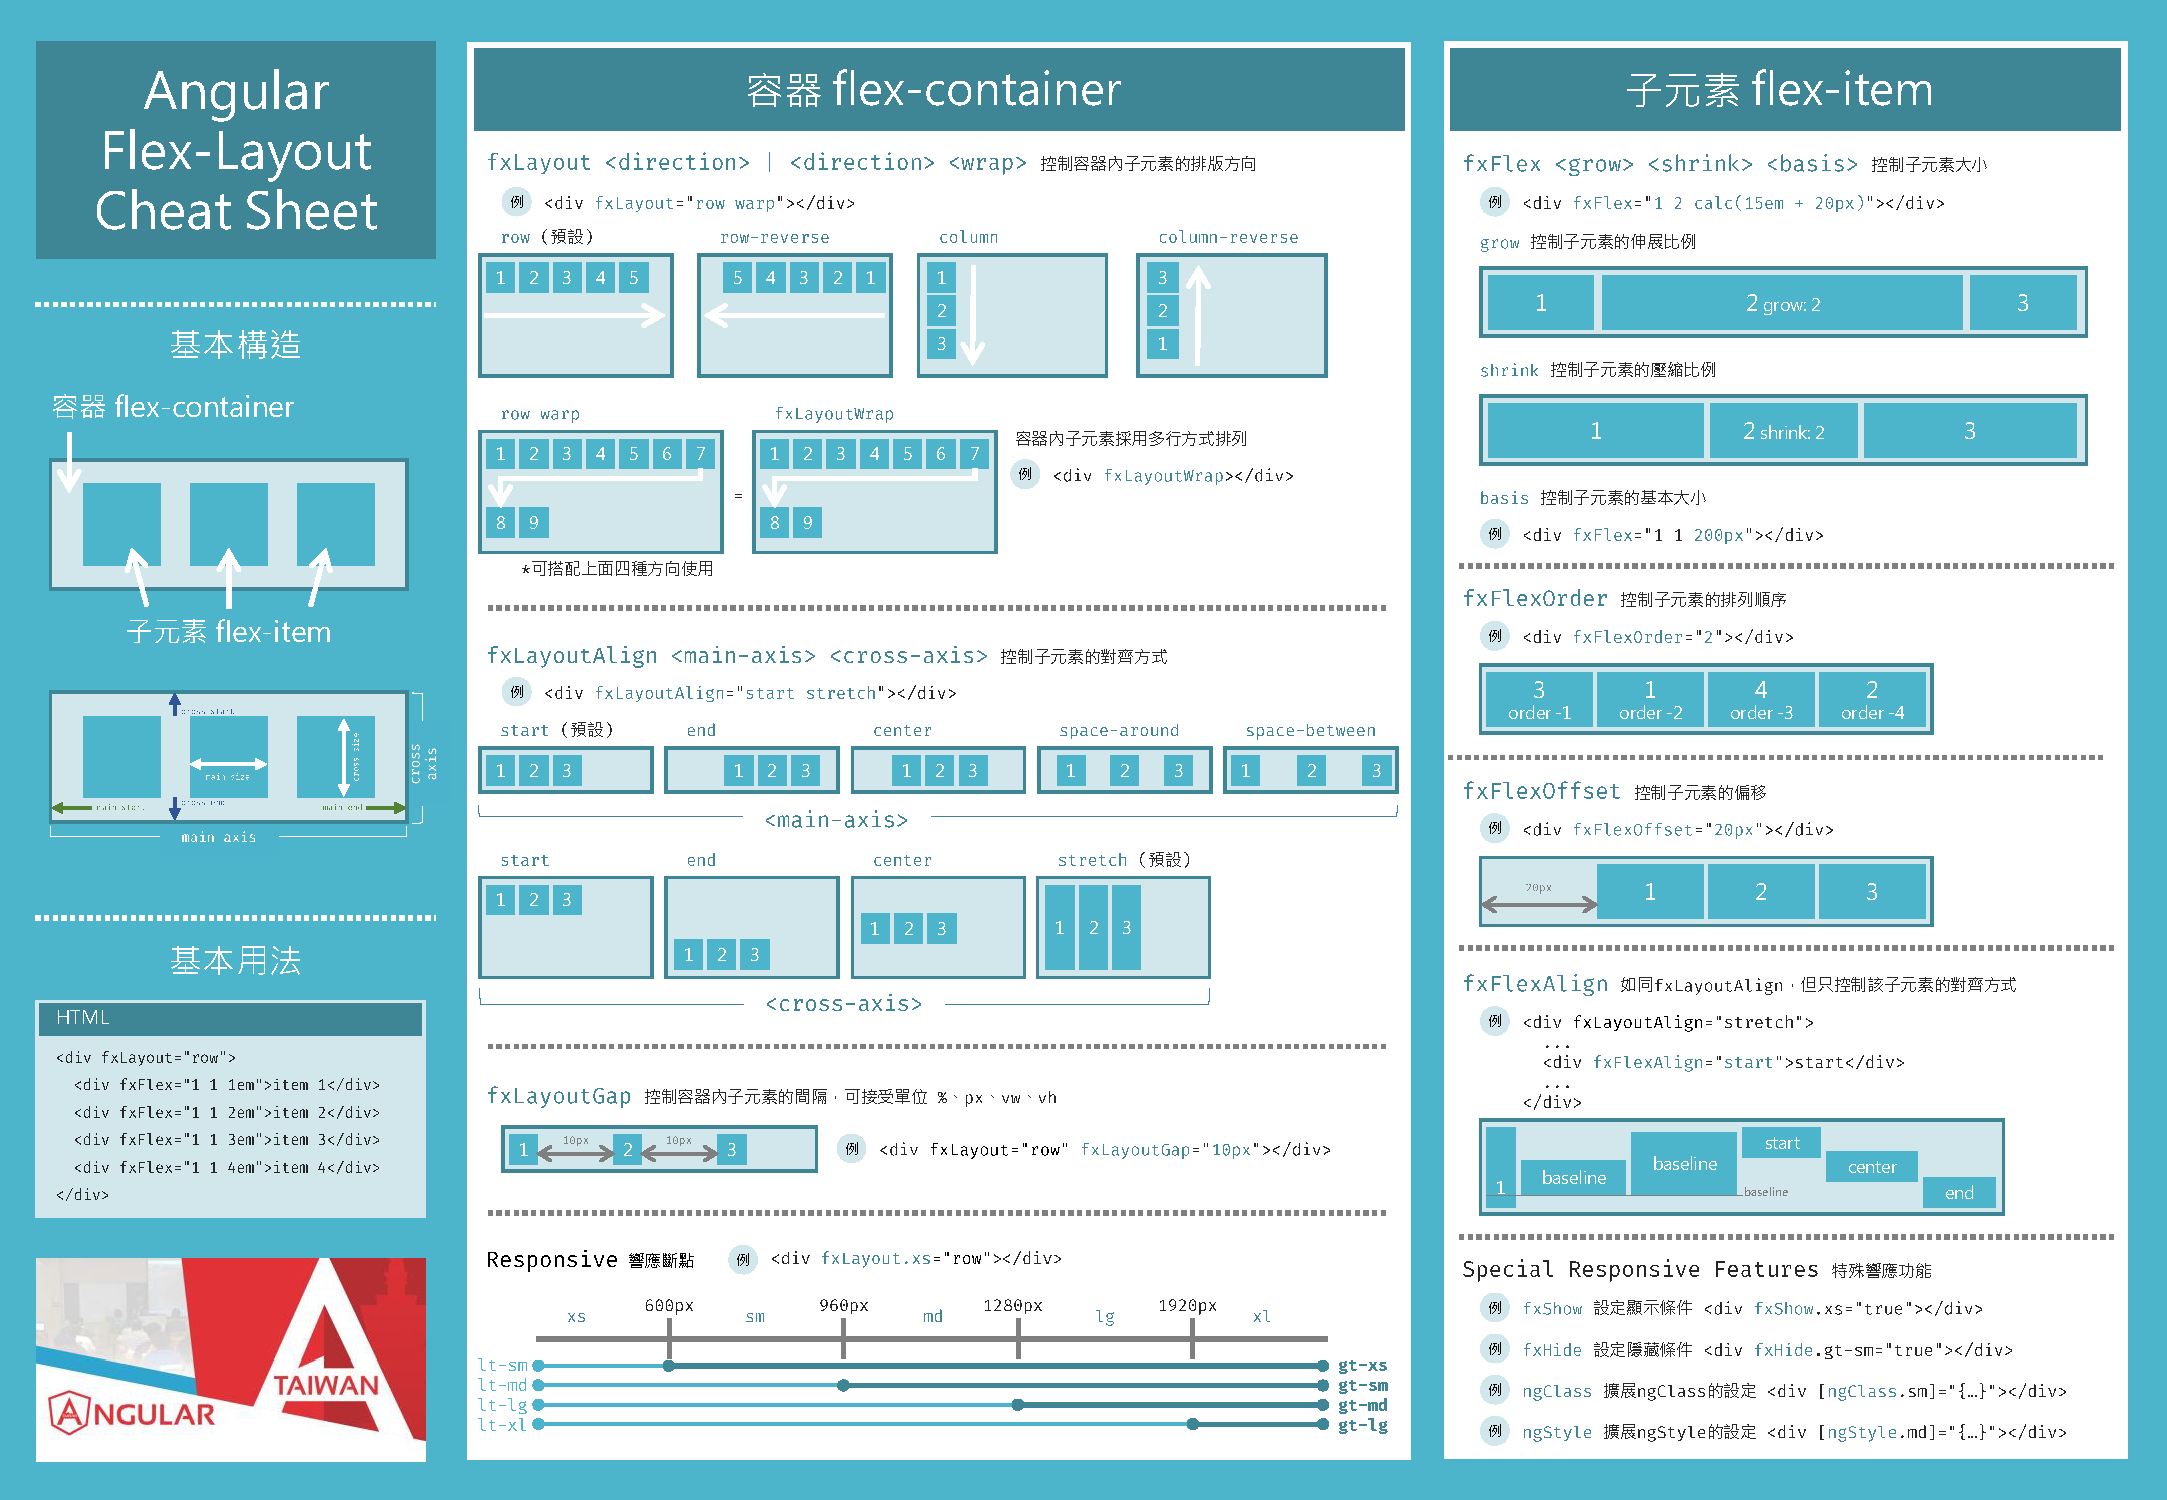 Angular
Flex-Layout
Cheat Sheet
基本構造
容器 flex-container
子元素 flex-item
cross start
main size
cross size
cross axis
main start
cross end
main end
main axis
基本用法
HTML
<div fxLayout="row">
<div fxFlex="1 1 1em">item 1</div>
<div fxFlex="1 1 2em">item 2</div>
<div fxFlex="1 1 3em">item 3</div>
<div fxFlex="1 1 4em">item 4</div>
</div>
TAIWAN
ANGULAR
容器 flex-container
fxLayout <direction> | <direction> <wrap> 控制容器內子元素的排版方向
例 <div fxLayout="row warp"></div>
row (預設) row-reverse column column-reverse
1 2 3 4 5
5 4 3 2 1
1
2
3
3
2
1
row warp fxLayoutWrap
1 2 3 4 5 6 7
8 9
=
1 2 3 4 5 6 7
8 9
容器內子元素採用多行方式排列
例 <div fxLayoutWrap></div>
*可搭配上面四種方向使用
fxLayoutAlign <main-axis> <cross-axis> 控制子元素的對齊方式
例 <div fxLayoutAlign="start stretch"></div>
start (預設) end center space-around space-between
1 2 3 1 2 3 1 2 3 1 2 3 1 2 3
<main-axis>
start end center stretch (預設)
1 2 3 1 2 3 1 2 3 1 2 3
<cross-axis>
fxLayoutGap 控制容器內子元素的間隔，可接受單位 %、px、vw、vh
1 10px 2 10px 3 例 <div fxLayout="row" fxLayoutGap="10px"></div>
Responsive 響應斷點 例 <div fxLayout.xs="row"></div>
600px 960px 1280px 1920px
xs sm md lg xl
lt-sm gt-xs
lt-md gt-sm
lt-lg gt-md
lt-xl gt-lg
子元素 flex-item
fxFlex <grow> <shrink> <basis> 控制子元素大小
例 <div fxFlex="1 2 calc(15em + 20px)"></div>
grow 控制子元素的伸展比例
1 2 grow: 2 3
shrink 控制子元素的壓縮比例
1 2 shrink: 2 3
basis 控制子元素的基本大小
例 <div fxFlex="1 1 200px"></div>
fxFlexOrder 控制子元素的排列順序
例 <div fxFlexOrder="2"></div>
3 1 4 2
order -1 order -2 order -3 order -4
fxFlexOffset 控制子元素的偏移
例 <div fxFlexOffset="20px"></div>
20px 1 2 3
fxFlexAlign 如同fxLayoutAlign，但只控制該子元素的對齊方式
例 <div fxLayoutAlign="stretch">
...
<div fxFlexAlign="start">start</div>
...
</div>
1 baseline baseline start center end
baseline
Special Responsive Features 特殊響應功能
例 fxShow 設定顯示條件 <div fxShow.xs="true"></div>
例 fxHide 設定隱藏條件 <div fxHide.gt-sm="true"></div>
例 ngClass 擴展ngClass的設定 <div [ngClass.sm]="{…}"></div>
例 ngStyle 擴展ngStyle的設定 <div [ngStyle.md]="{…}"></div>